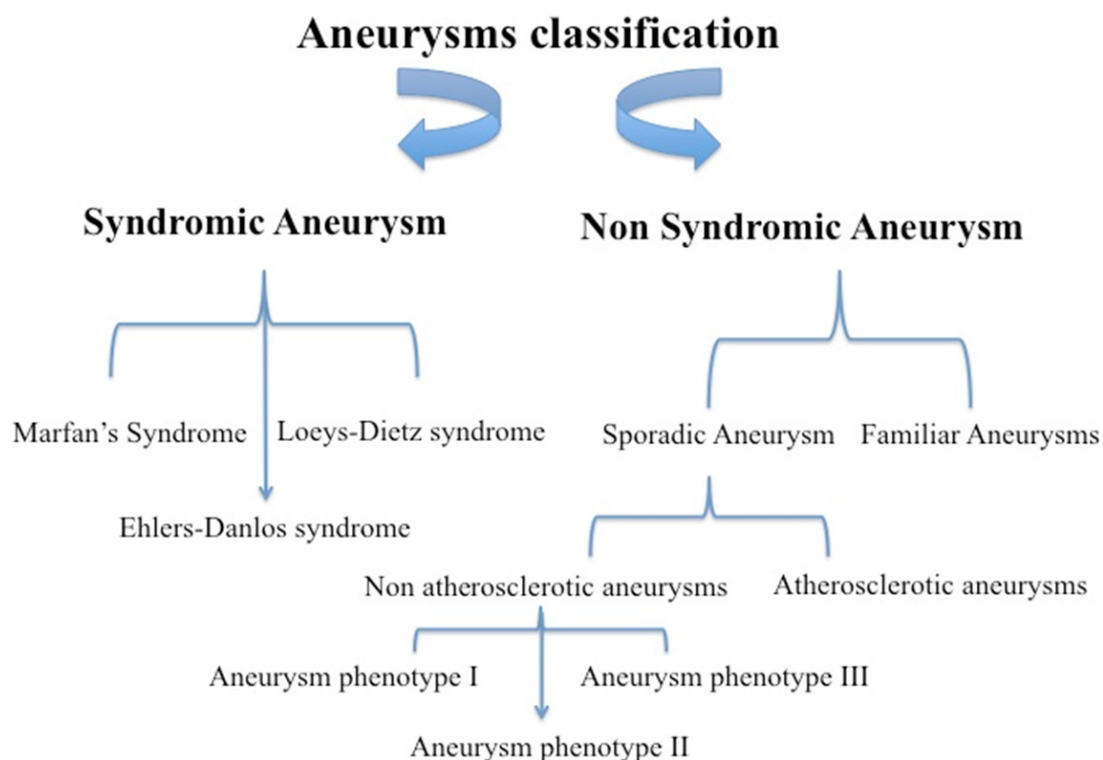 Aneurysms classification
Syndromic Aneurysm
Non Syndromic Aneurysm
Marfan’s Syndrome
Loeys-Dietz syndrome
Sporadic Aneurysm
Familiar Aneurysms
Ehlers-Danlos syndrome
Non atherosclerotic aneurysms
Atherosclerotic aneurysms
Aneurysm phenotype I
Aneurysm phenotype III
Aneurysm phenotype II